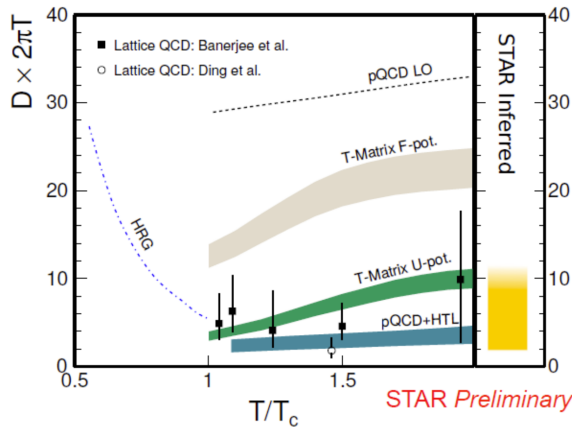 40
30
20
10
0
D × 2πT
■ Lattice QCD: Banerjee et al.
○ Lattice QCD: Ding et al.
pQCD LO
T-Matrix F-pot.
HRG
T-Matrix U-pot.
pQCD+HTL
0.5
1
1.5
T/Tc
STAR Inferred
40
30
20
10
0
STAR Preliminary